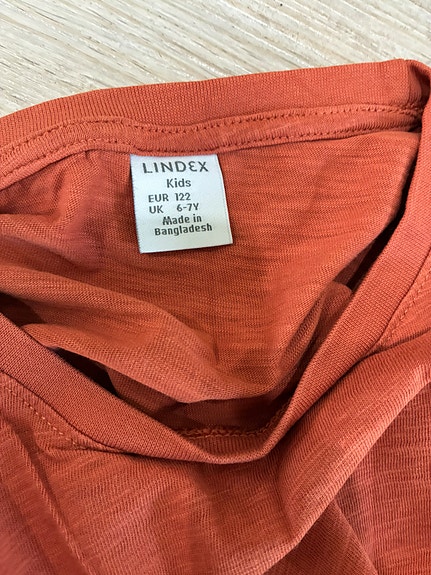 LINDEX
Kids
EUR 122
UK 6-7Y
Made in
Bangladesh